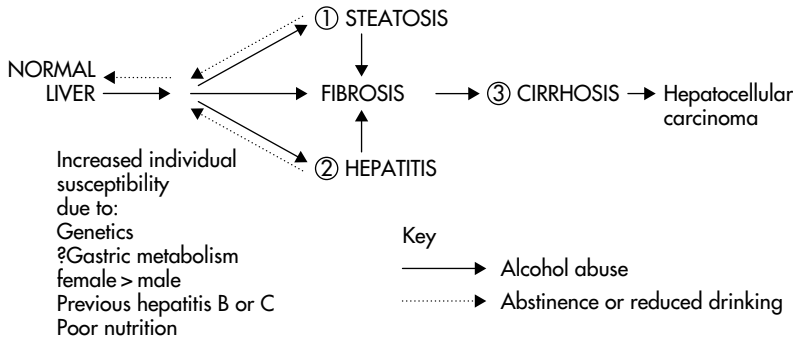 ① STEATOSIS
NORMAL
LIVER
FIBROSIS
③ CIRRHOSIS
Hepatocellular
carcinoma
② HEPATITIS
Increased individual
susceptibility
due to:
Genetics
?Gastric metabolism
female > male
Previous hepatitis B or C
Poor nutrition
Key
Alcohol abuse
Abstinence or reduced drinking